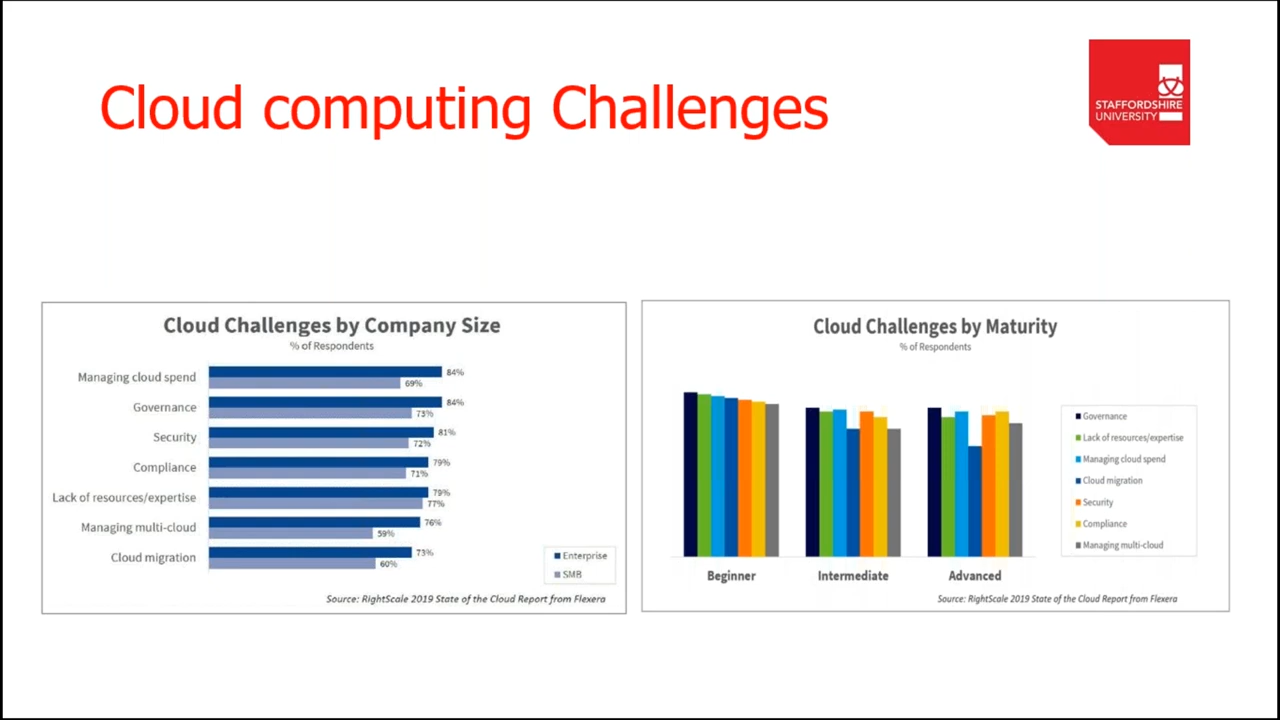 Cloud computing Challenges
STAFFORDSHIRE
UNIVERSITY
Cloud Challenges by Company Size
% of Respondents
Managing cloud spend
84%
69%
Governance
84%
73%
Security
81%
72%
Compliance
79%
71%
Lack of resources/expertise
79%
77%
Managing multi-cloud
76%
59%
Cloud migration
73%
60%
Enterprise
SMB
Source: RightScale 2019 State of the Cloud Report from Flexera
Cloud Challenges by Maturity
% of Respondents
Governance
Lack of resources/expertise
Managing cloud spend
Cloud migration
Security
Compliance
Managing multi-cloud
Beginner
Intermediate
Advanced
Source: RightScale 2019 State of the Cloud Report from Flexera